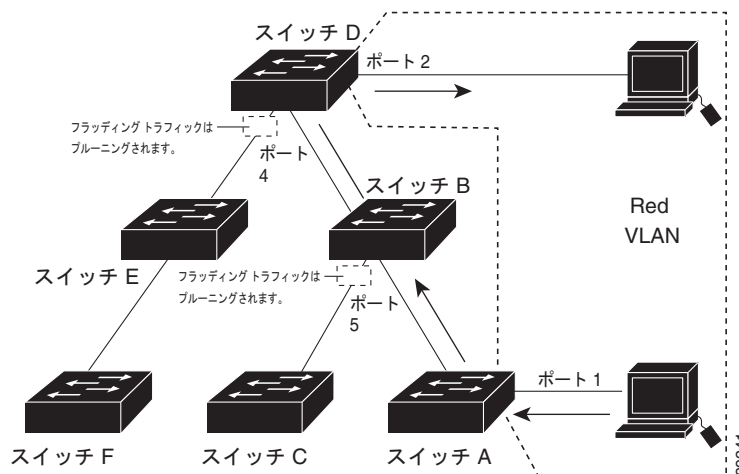 スイッチ D
ポート 2
フラッディング トラフィックは
プルーニングされます。
ポート
4
スイッチ B
Red
VLAN
スイッチ E
フラッディング トラフィックは
プルーニングされます。
ポート
5
ポート 1
スイッチ F
スイッチ C
スイッチ A